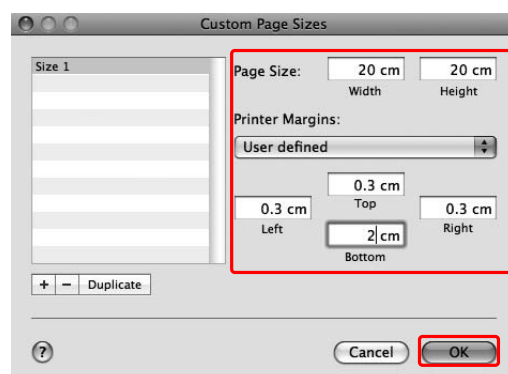 Custom Page Sizes
Size 1
Page Size: 20 cm 20 cm
Width Height
Printer Margins:
User defined
0.3 cm
Top
0.3 cm 0.3 cm
Left Right
2 cm
Bottom
+ − Duplicate
? Cancel OK